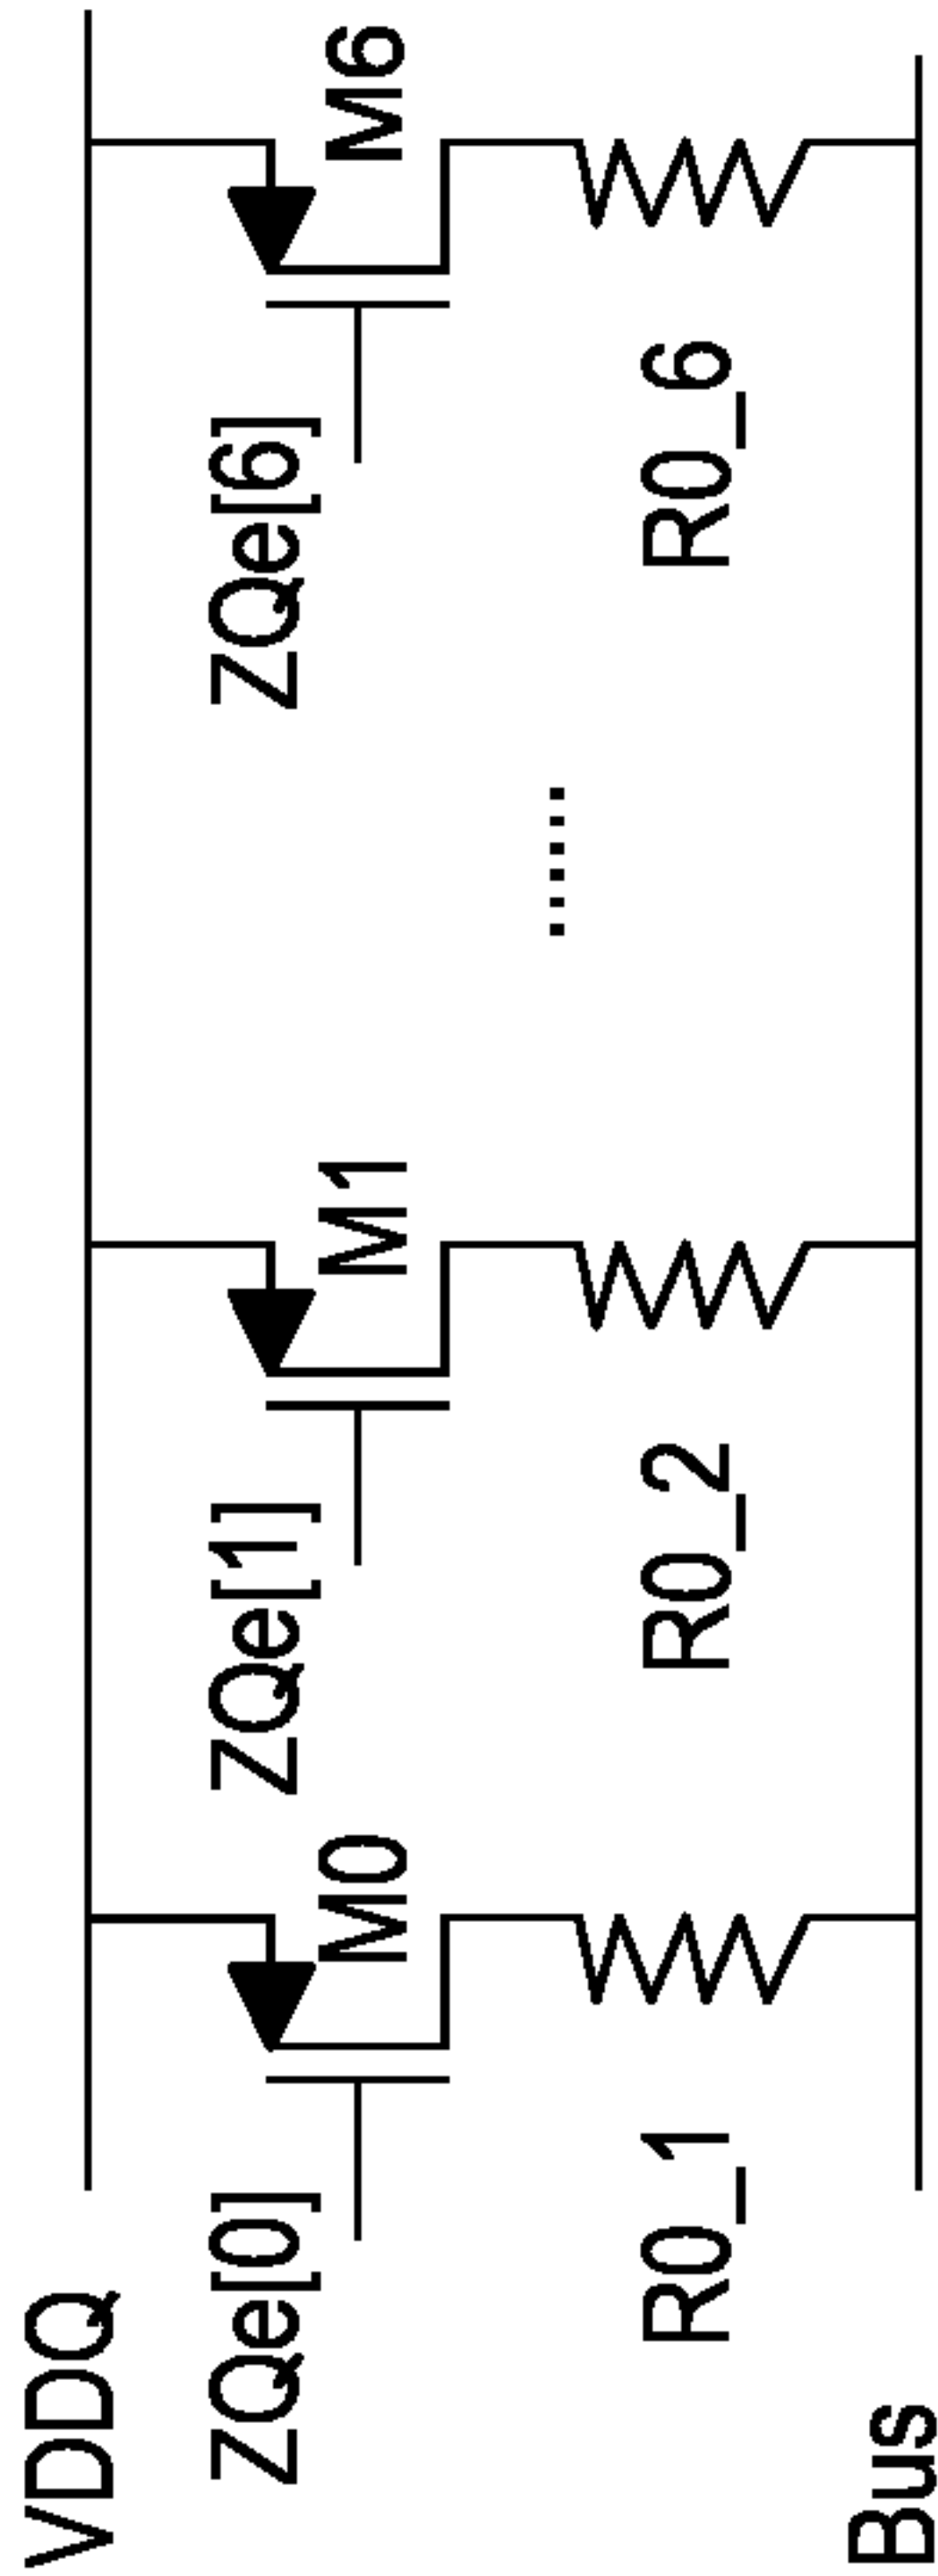 VDDQ
ZQe[0]
M0
ZQe[1]
M1
ZQe[6]
M6
......
R0_1
R0_2
R0_6
Bus